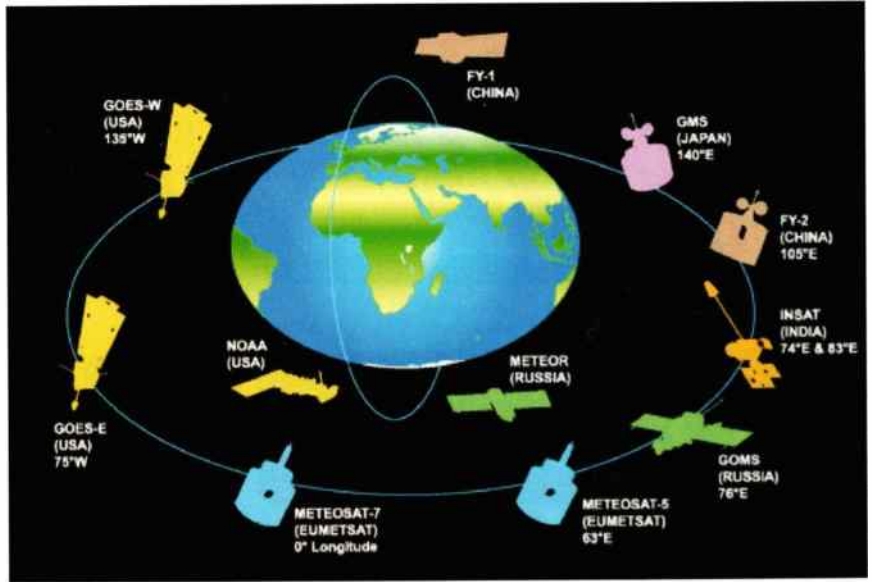 FY-1
(CHINA)
GOES-W
(USA)
135°W
GMS
(JAPAN)
140°E
FY-2
(CHINA)
105°E
INSAT
(INDIA)
74°E & 83°E
NOAA
(USA)
METEOR
(RUSSIA)
GOES-E
(USA)
75°W
GOMS
(RUSSIA)
76°E
METEOSAT-7
(EUMETSAT)
0° Longitude
METEOSAT-5
(EUMETSAT)
63°E